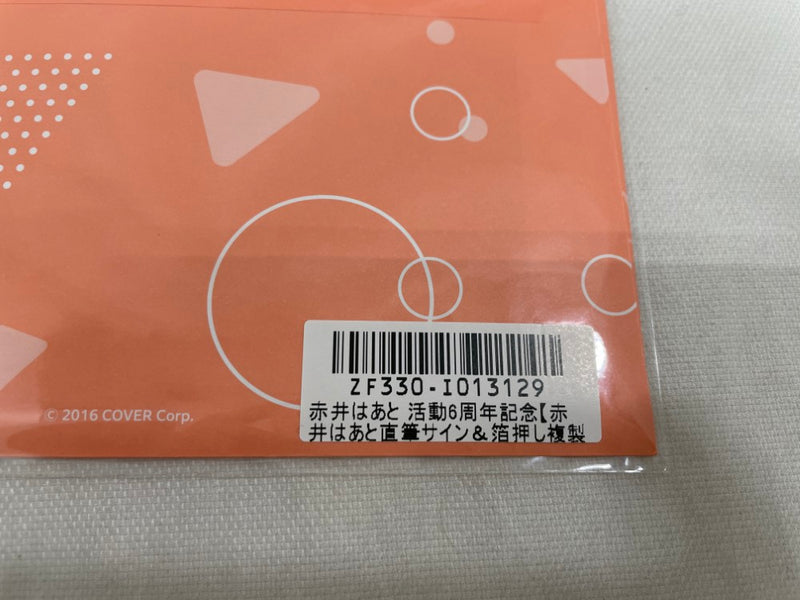 © 2016 COVER Corp.
ZF330-I013129
赤井はあと 活動6周年記念【赤
井はあと直筆サイン＆箔押し複製